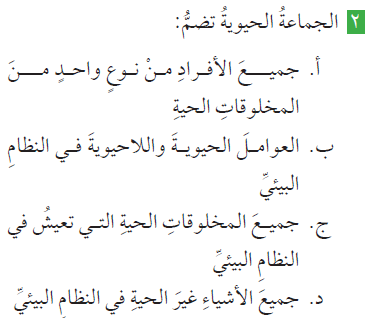 ٢ الجماعةُ الحيويةُ تضمُّ:
أ. جميعَ الأفرادِ منْ نوعٍ واحدٍ منَ
المخلوقاتِ الحيةِ
ب. العواملَ الحيويةَ واللاحيويةَ في النظامِ
البيئيِّ
ج. جميعَ المخلوقاتِ الحيةِ التي تعيشُ في
النظامِ البيئيِّ
د. جميعَ الأشياءِ غيرَ الحيةِ في النظامِ البيئيِّ